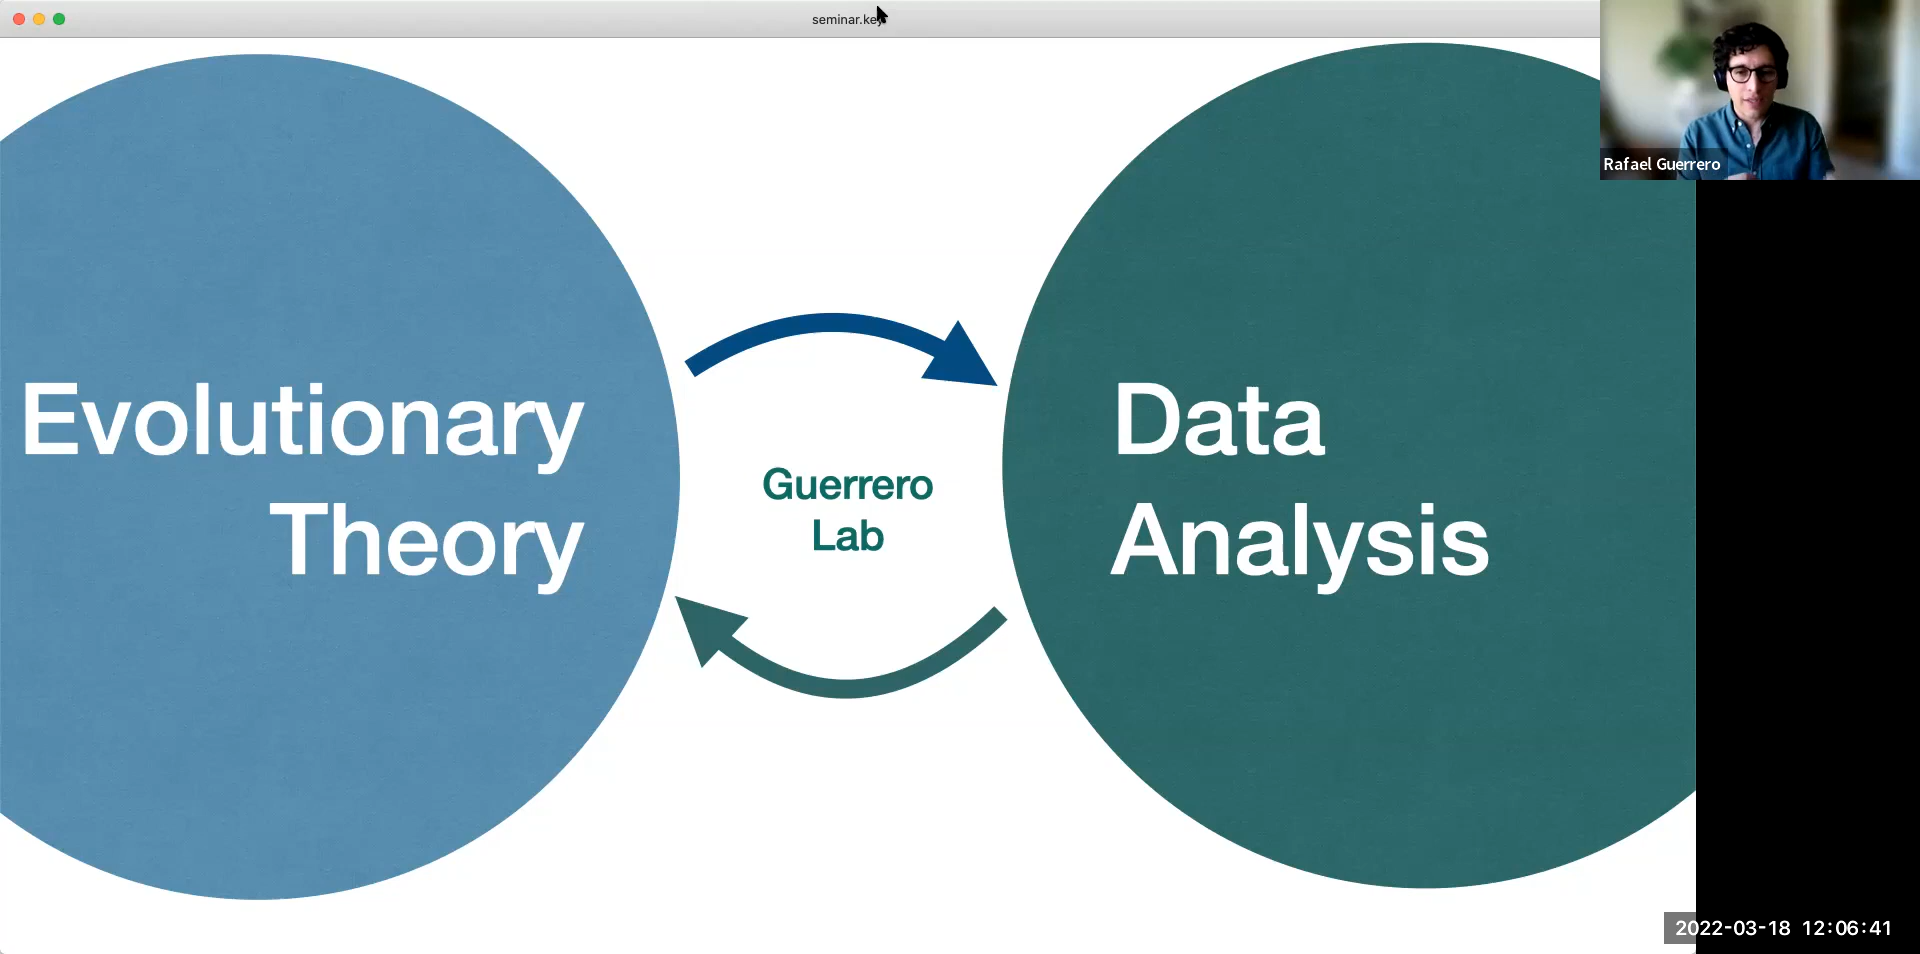 seminar.key
Rafael Guerrero
Evolutionary
Theory
Guerrero
Lab
Data
Analysis
2022-03-18 12:06:41